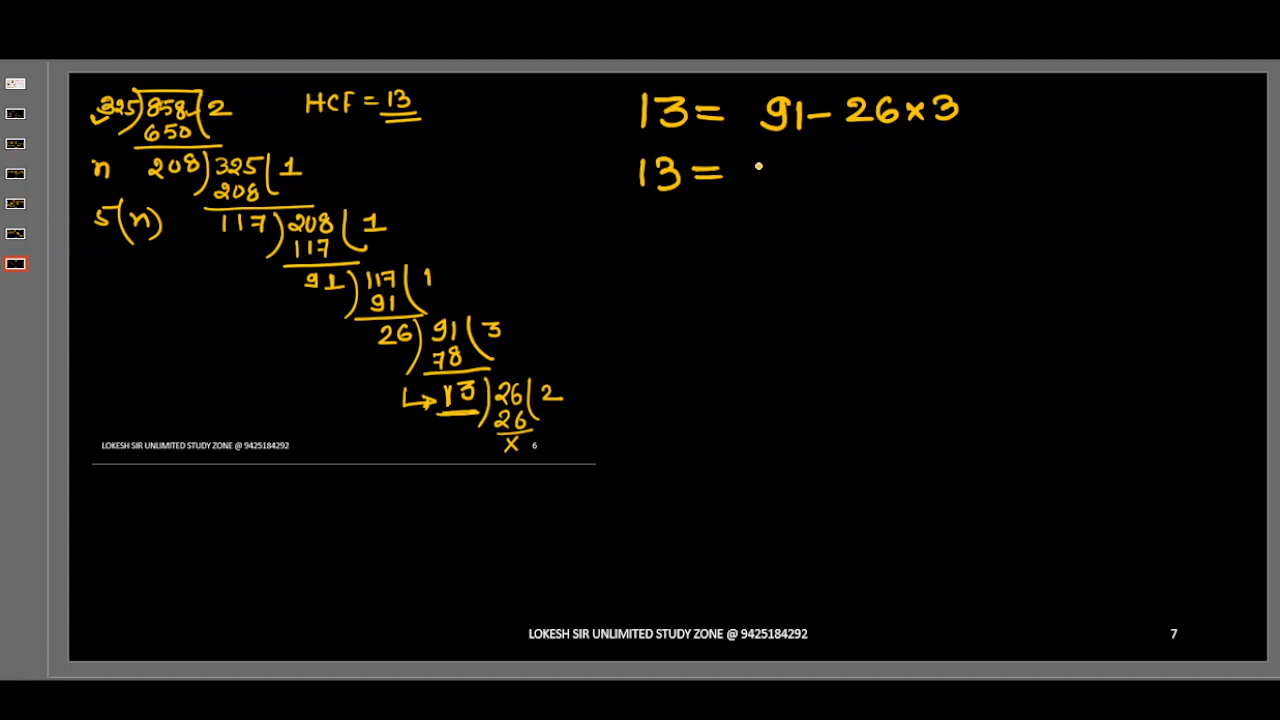 325)858(2
650
n 208)325(1
208
5(n) 117)208(1
117
91)117(1
91
26)91(3
78
↳13)26(2
26
x
HCF = 13
LOKESH SIR UNLIMITED STUDY ZONE @ 9425184292 6
13 = 91 - 26 × 3
13 =
LOKESH SIR UNLIMITED STUDY ZONE @ 9425184292 7